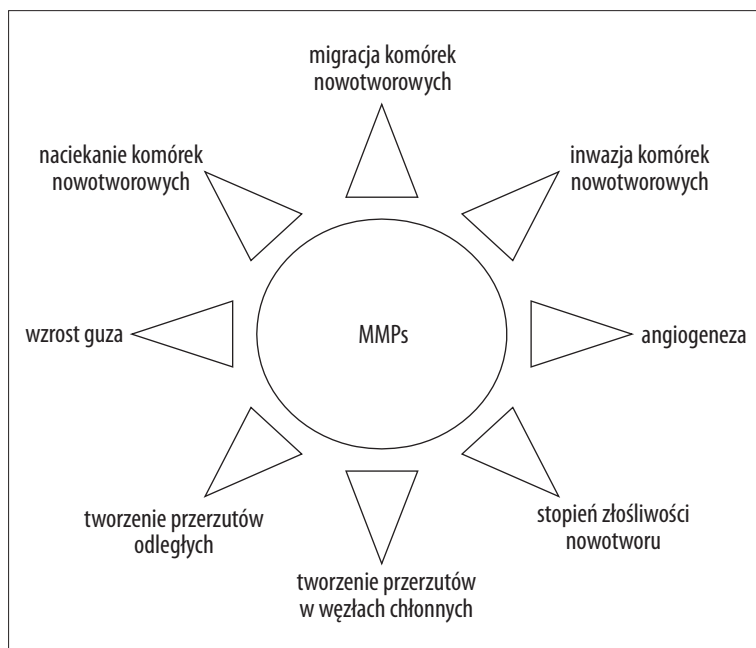 migracja komórek
nowotworowych
naciekanie komórek
nowotworowych
inwazja komórek
nowotworowych
wzrost guza
MMPs
angiogeneza
tworzenie przerzutów
odległych
stopień złośliwości
nowotworu
tworzenie przerzutów
w węzłach chłonnych